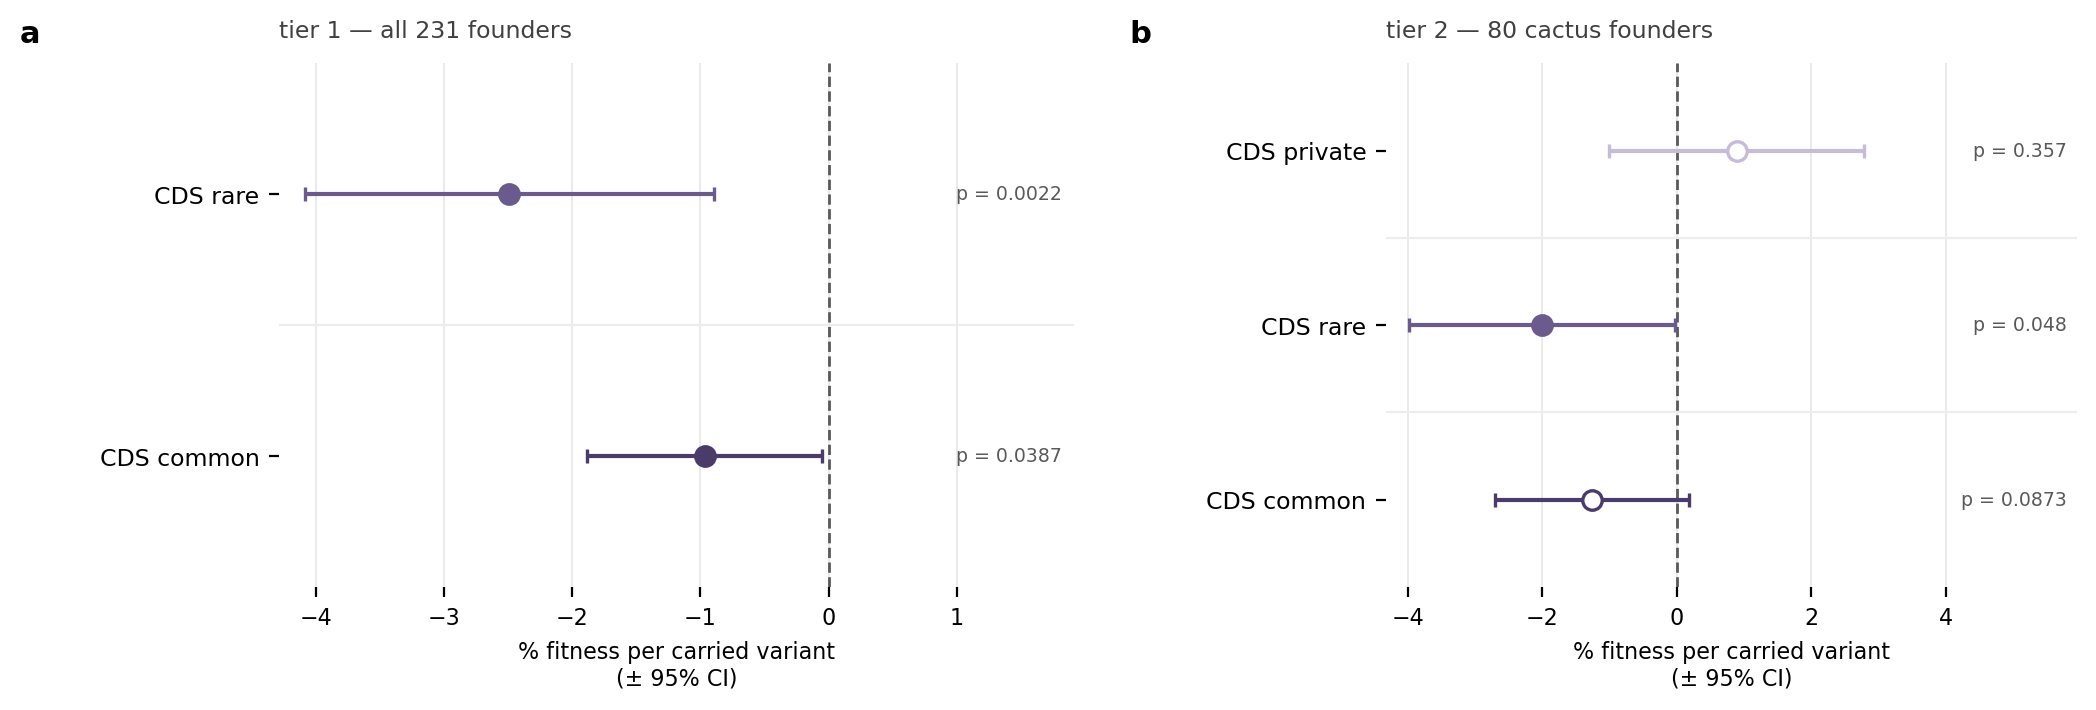 a
tier 1 — all 231 founders
CDS rare
p = 0.0022
CDS common
p = 0.0387
−4
−3
−2
−1
0
1
% fitness per carried variant
(± 95% CI)
b
tier 2 — 80 cactus founders
CDS private
p = 0.357
CDS rare
p = 0.048
CDS common
p = 0.0873
−4
−2
0
2
4
% fitness per carried variant
(± 95% CI)